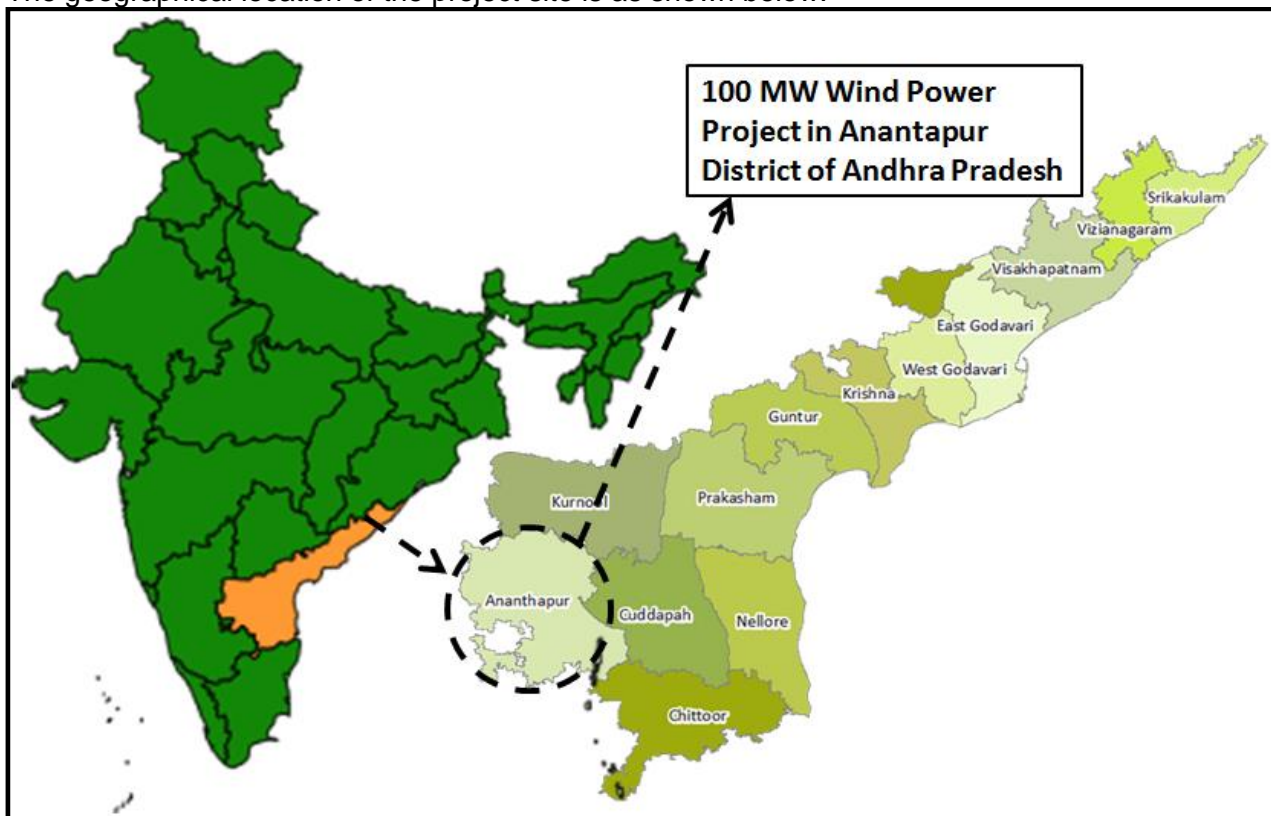 The geographical location of the project site is as shown below:
100 MW Wind Power
Project in Anantapur
District of Andhra Pradesh
Srikakulam
Vizianagaram
Visakhapatnam
East Godavari
West Godavari
Krishna
Guntur
Prakasham
Kurnool
Ananthapur
Cuddapah
Nellore
Chittoor